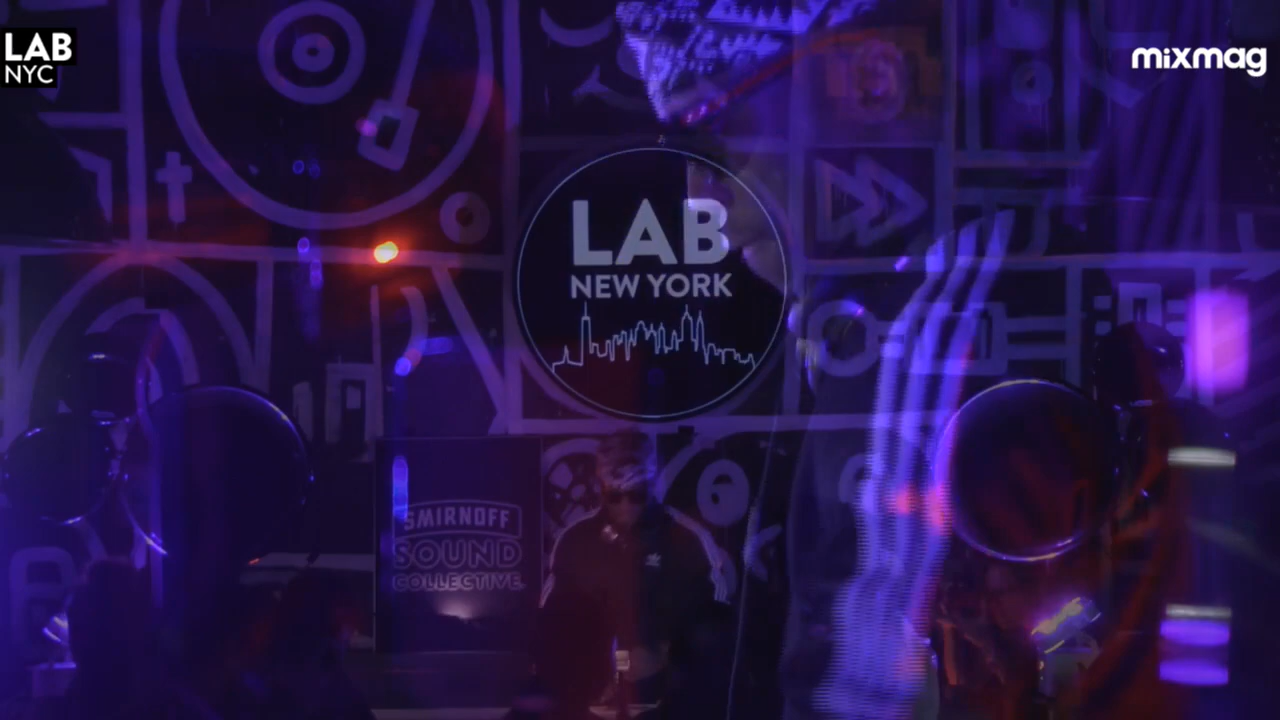 LAB
NYC
mixmag
LAB
NEW YORK
SMIRNOFF
SOUND
COLLECTIVE.